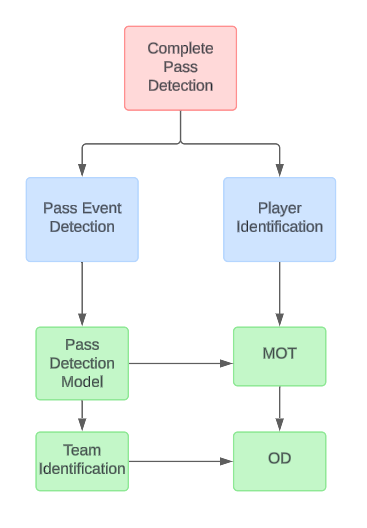 Complete
Pass
Detection
Pass Event
Detection
Player
Identification
Pass
Detection
Model
MOT
Team
Identification
OD